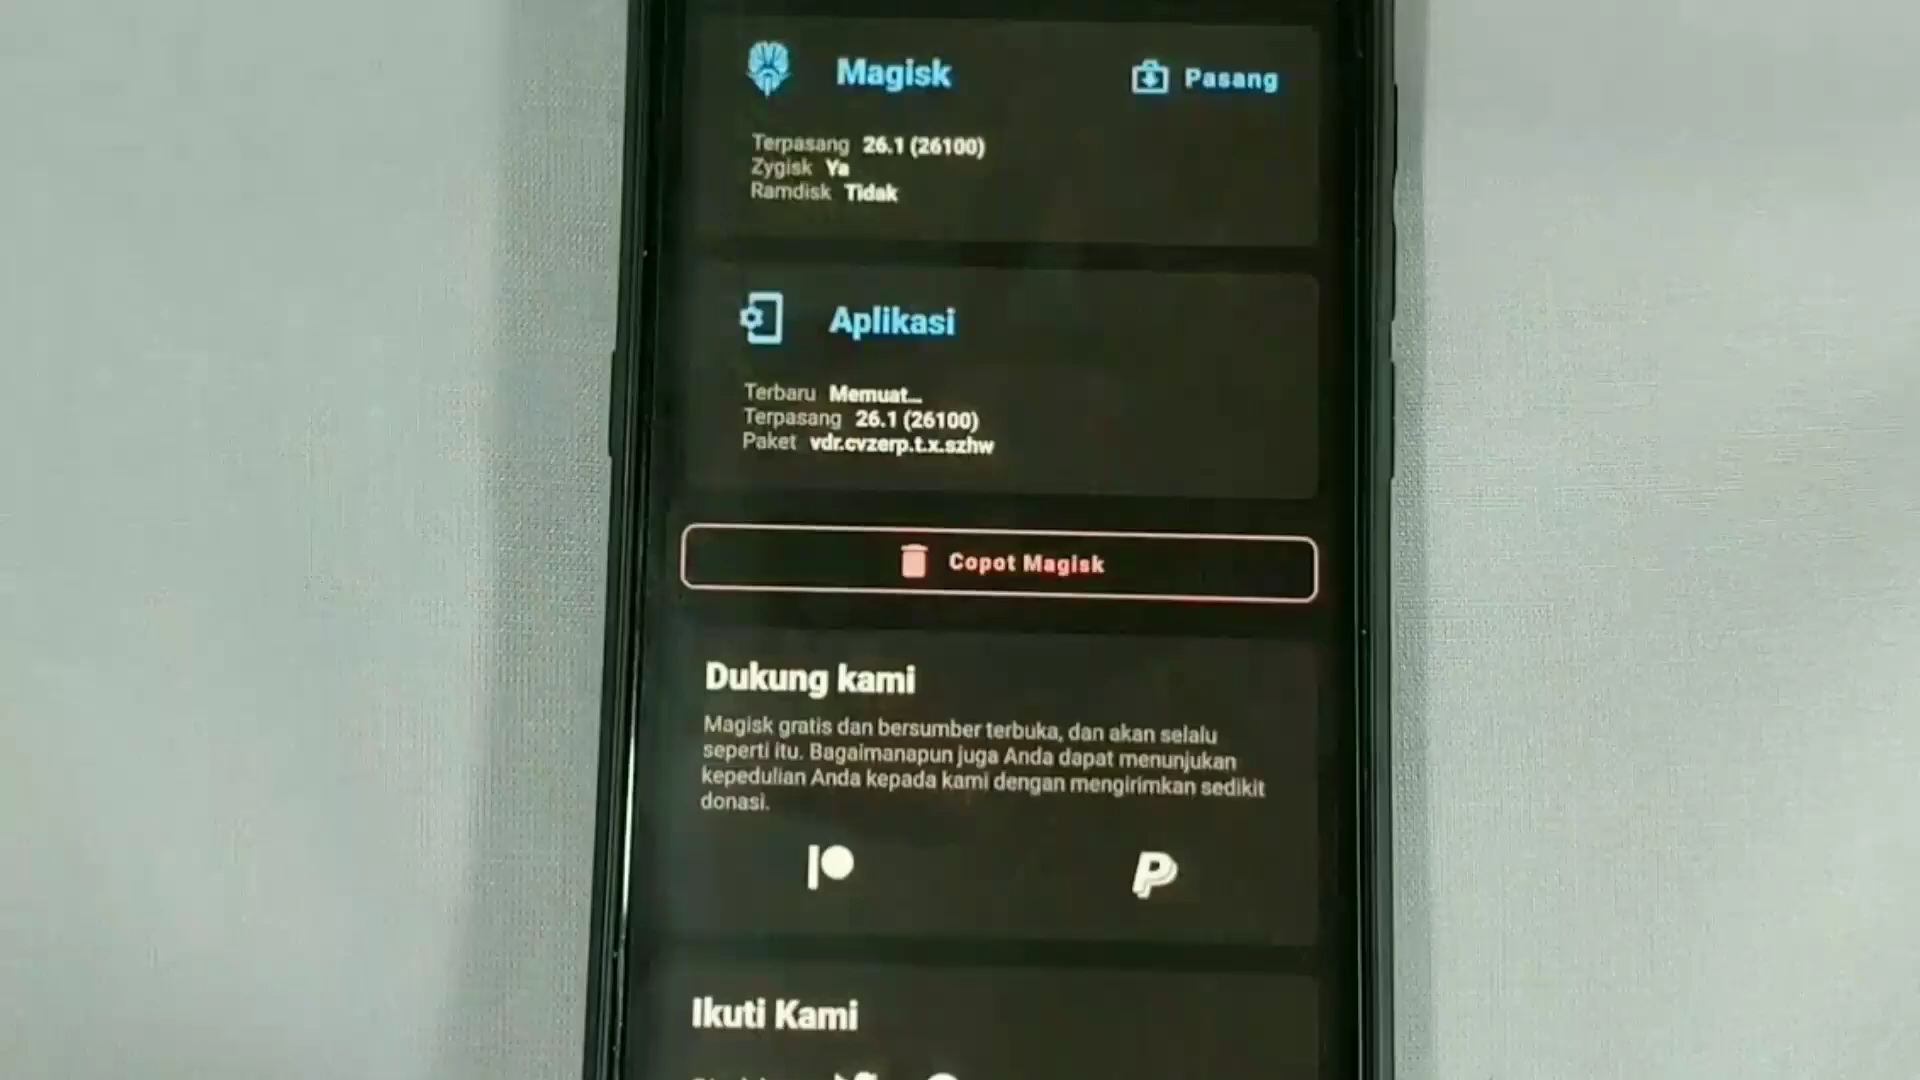 Magisk
Pasang
Terpasang 26.1 (26100)
Zygisk Ya
Ramdisk Tidak
Aplikasi
Terbaru Memuat...
Terpasang 26.1 (26100)
Paket vdr.cvzerp.t.x.szhw
Copot Magisk
Dukung kami
Magisk gratis dan bersumber terbuka, dan akan selalu
seperti itu. Bagaimanapun juga Anda dapat menunjukan
kepedulian Anda kepada kami dengan mengirimkan sedikit
donasi.
Ikuti Kami